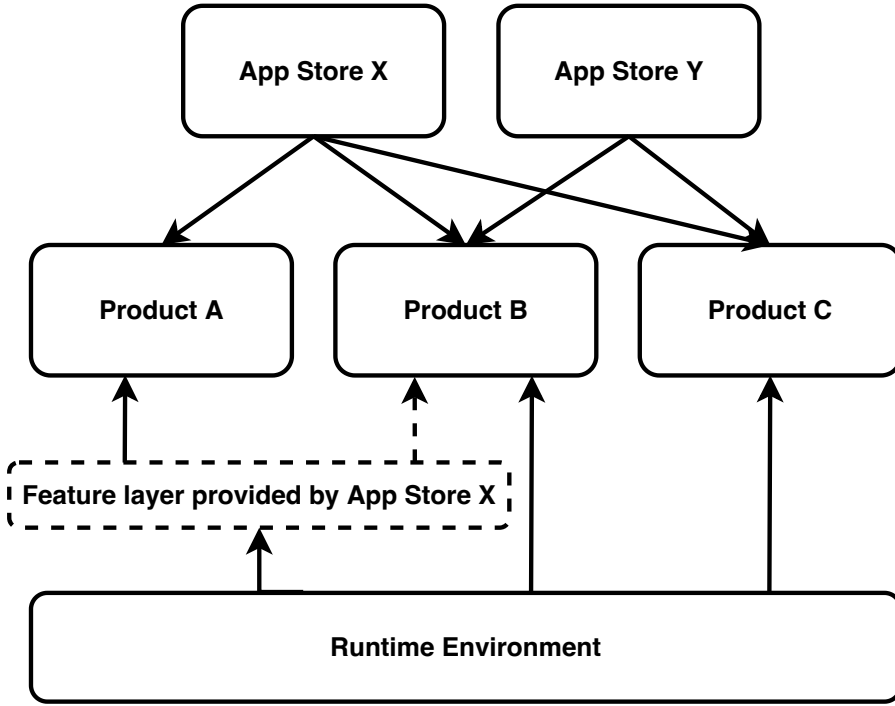 App Store X
App Store Y
Product A
Product B
Product C
Feature layer provided by App Store X
Runtime Environment